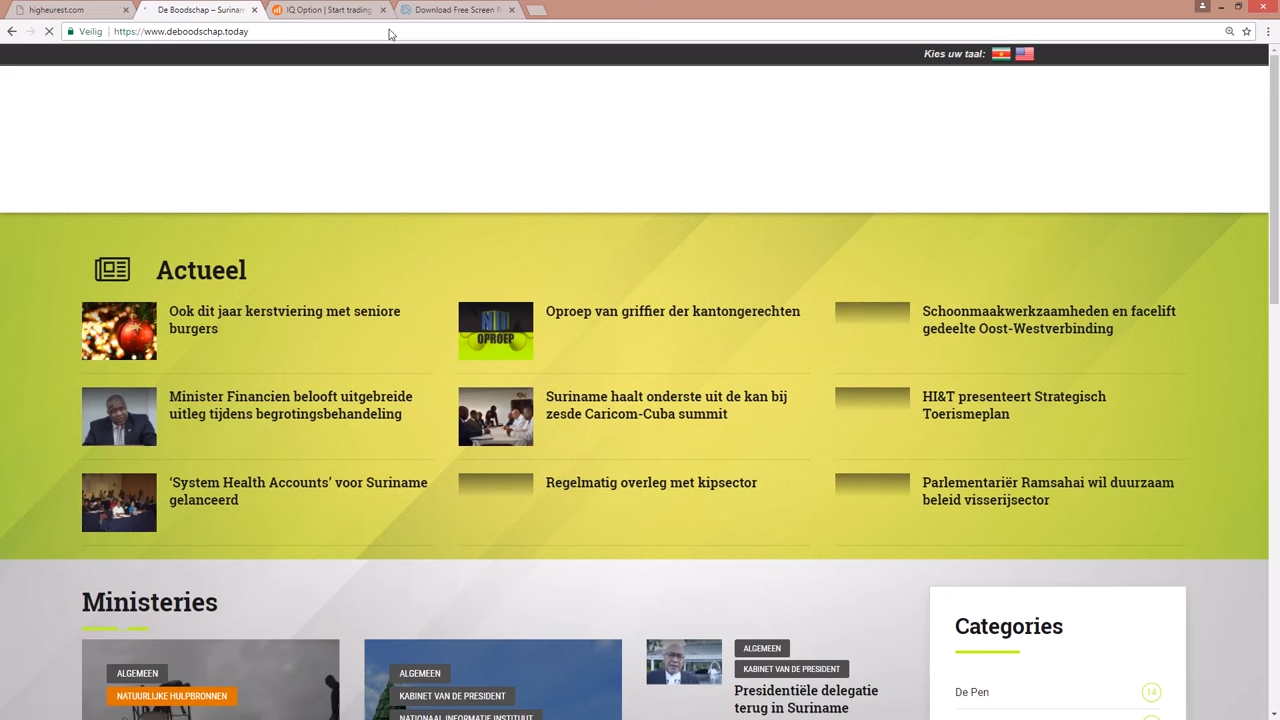 higheurest.com
De Boodschap – Surinam
IQ Option | Start trading
Download Free Screen R
Veilig
https://www.deboodschap.today
Kies uw taal:
Actueel
Ook dit jaar kerstviering met seniore
burgers
Oproep van griffier der kantongerechten
OPROEP
Schoonmaakwerkzaamheden en facelift
gedeelte Oost-Westverbinding
Minister Financien belooft uitgebreide
uitleg tijdens begrotingsbehandeling
Suriname haalt onderste uit de kan bij
zesde Caricom-Cuba summit
HI&T presenteert Strategisch
Toerismeplan
‘System Health Accounts’ voor Suriname
gelanceerd
Regelmatig overleg met kipsector
Parlementariër Ramsahai wil duurzaam
beleid visserijsector
Ministeries
ALGEMEEN
NATUURLIJKE HULPBRONNEN
ALGEMEEN
KABINET VAN DE PRESIDENT
NATIONAAL INFORMATIE INSTITUUT
ALGEMEEN
KABINET VAN DE PRESIDENT
Presidentiële delegatie
terug in Suriname
Categories
De Pen
14